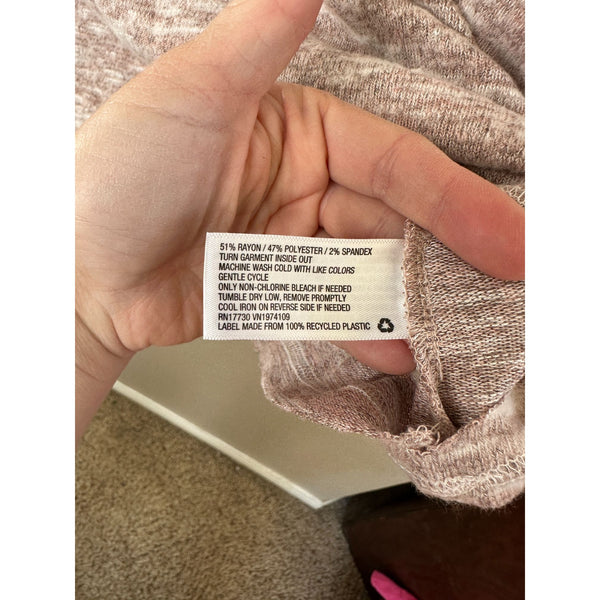 51% RAYON / 47% POLYESTER / 2% SPANDEX
TURN GARMENT INSIDE OUT
MACHINE WASH COLD WITH LIKE COLORS
GENTLE CYCLE
ONLY NON-CHLORINE BLEACH IF NEEDED
TUMBLE DRY LOW, REMOVE PROMPTLY
COOL IRON ON REVERSE SIDE IF NEEDED
RN17730 VN1974109
LABEL MADE FROM 100% RECYCLED PLASTIC